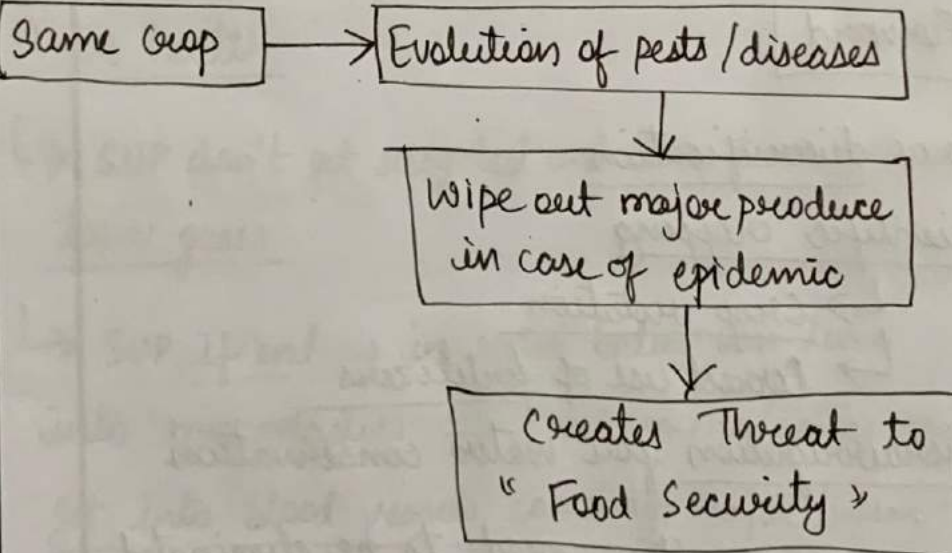 Same crop
Evolution of pests / diseases
Wipe out major produce
in case of epidemic
Creates Threat to
" Food Security "